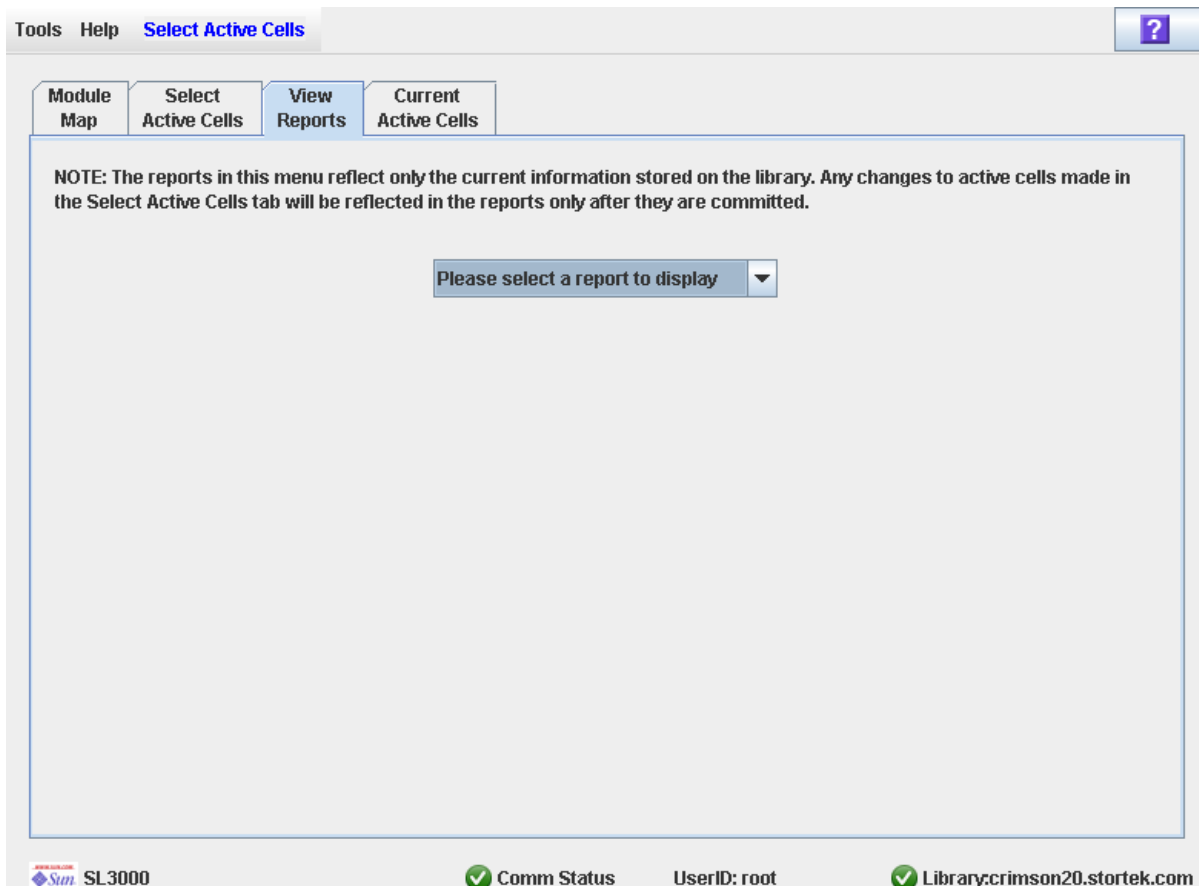 Tools Help Select Active Cells ?
Module Map
Select Active Cells
View Reports
Current Active Cells
NOTE: The reports in this menu reflect only the current information stored on the library. Any changes to active cells made in
the Select Active Cells tab will be reflected in the reports only after they are committed.
Please select a report to display
Sun SL3000 Comm Status UserID: root Library:crimson20.stortek.com